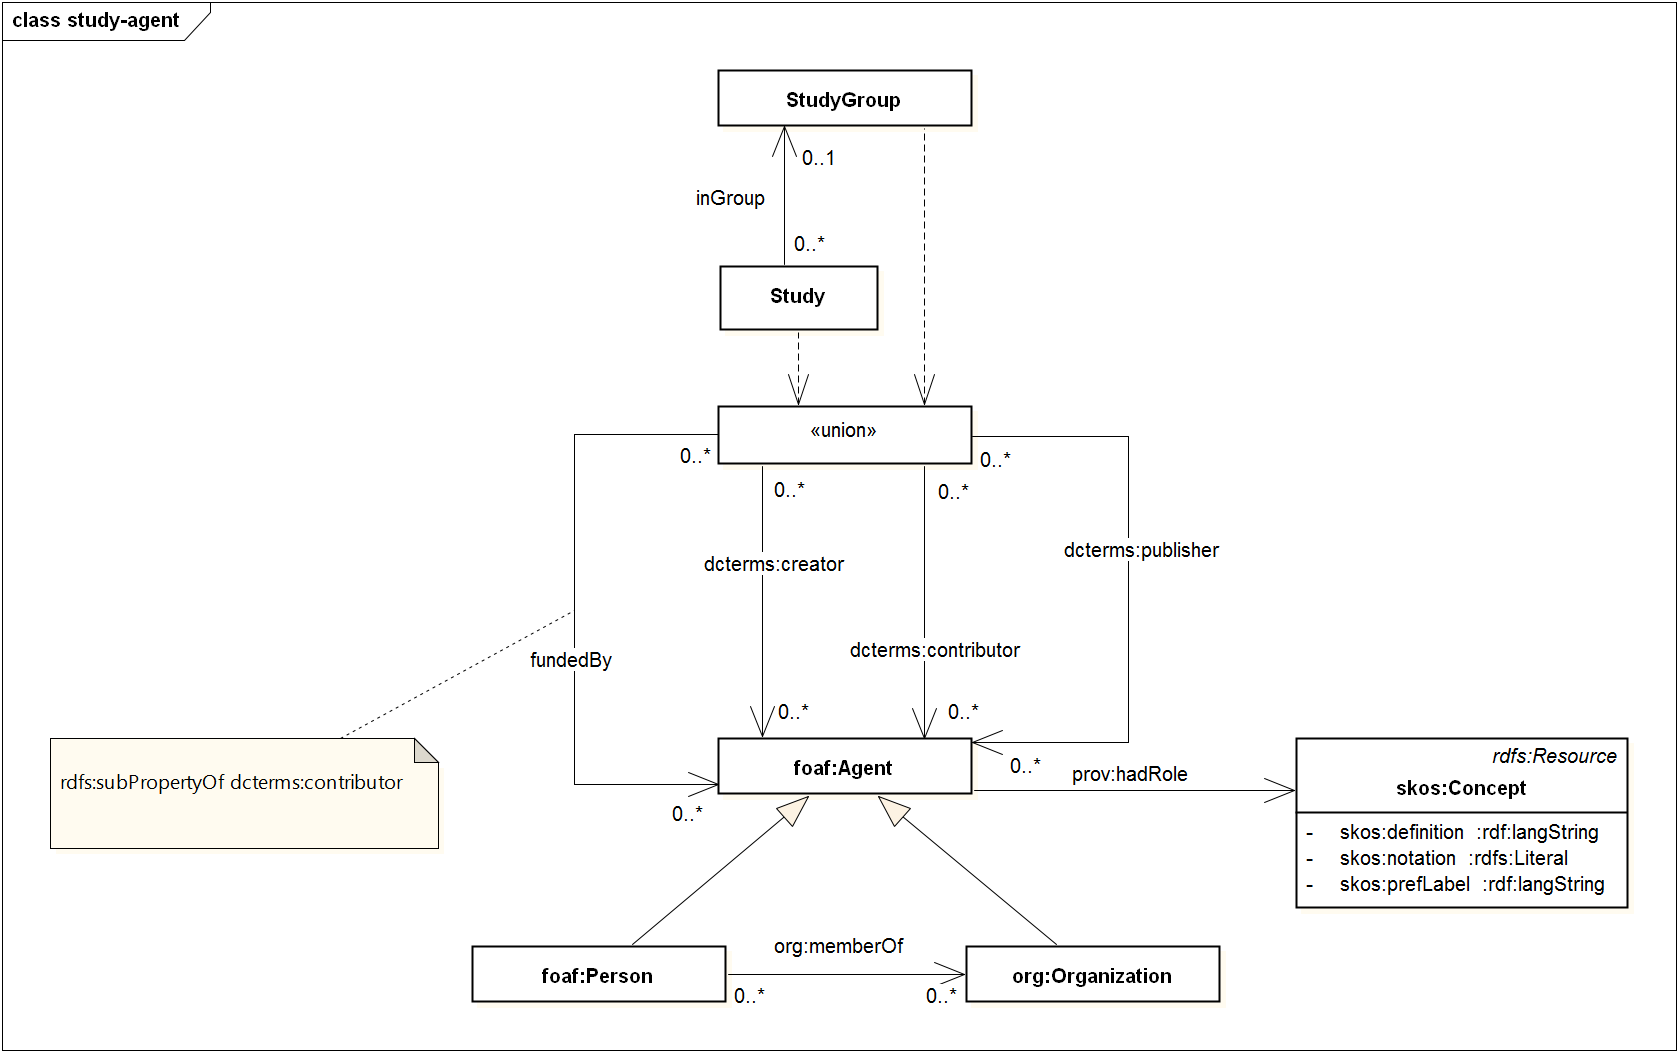 class study-agent
StudyGroup
0..1
inGroup
0..*
Study
«union»
0..*
0..*
0..*
0..*
dcterms:publisher
dcterms:creator
dcterms:contributor
fundedBy
0..*
0..*
rdfs:subPropertyOf dcterms:contributor
foaf:Agent
0..*
0..*
prov:hadRole
rdfs:Resource
skos:Concept
- skos:definition :rdf:langString
- skos:notation :rdfs:Literal
- skos:prefLabel :rdf:langString
org:memberOf
foaf:Person
org:Organization
0..*
0..*